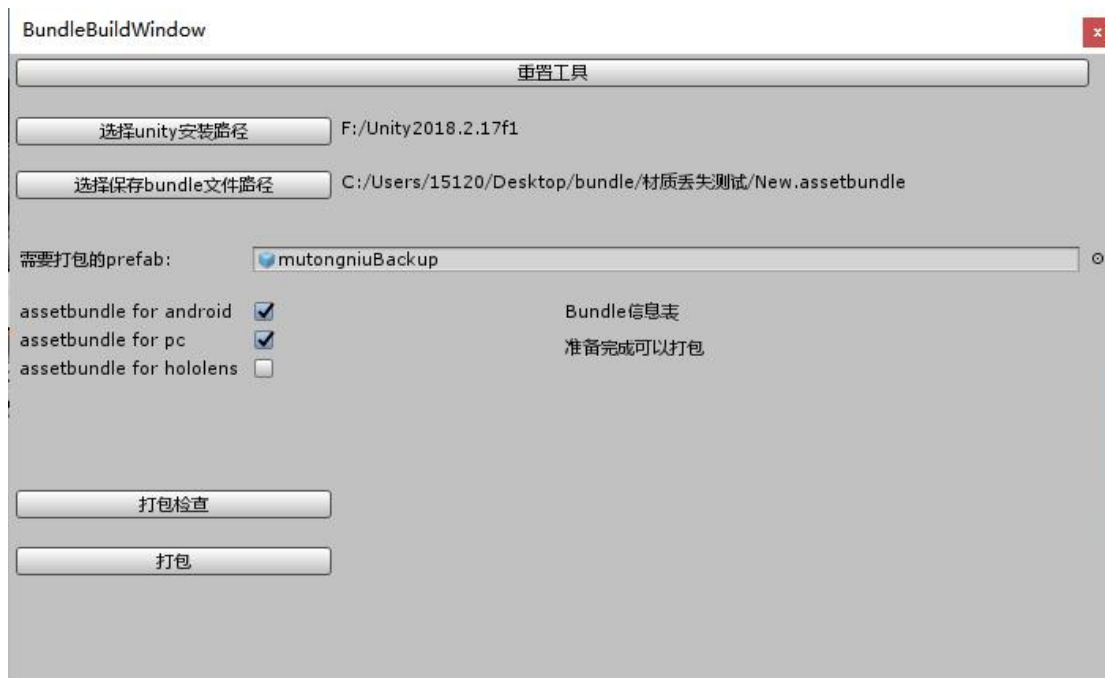 BundleBuildWindow
x
重置工具
选择unity安装路径 F:/Unity2018.2.17f1
选择保存bundle文件路径 C:/Users/15120/Desktop/bundle/材质丢失测试/New.assetbundle
需要打包的prefab: mutongniuBackup
assetbundle for android Bundle信息表
assetbundle for pc 准备完成可以打包
assetbundle for hololens
打包检查
打包